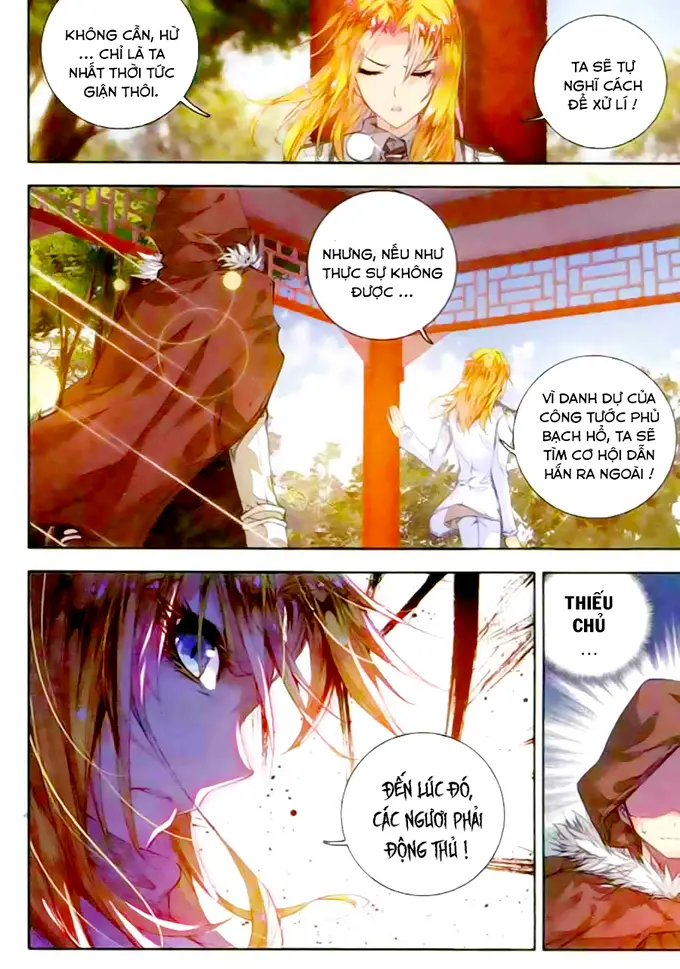 KHÔNG CẦN, HỪ
... CHỈ LÀ TA
NHẤT THỜI TỨC
GIẬN THÔI.
TA SẼ TỰ
NGHĨ CÁCH
ĐỂ XỬ LÍ !
NHƯNG, NẾU NHƯ
THỰC SỰ KHÔNG
ĐƯỢC ...
VÌ DANH DỰ CỦA
CÔNG TƯỚC PHỦ
BẠCH HỔ, TA SẼ
TÌM CƠ HỘI DẪN
HẮN RA NGOÀI !
ĐẾN LÚC ĐÓ,
CÁC NGƯƠI PHẢI
ĐỘNG THỦ !
THIẾU
CHỦ
...